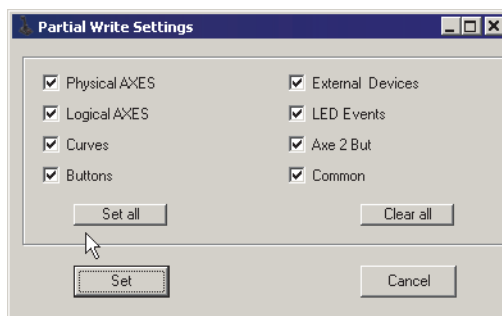 Partial Write Settings
Physical AXES
External Devices
Logical AXES
LED Events
Curves
Axe 2 But
Buttons
Common
Set all
Clear all
Set
Cancel